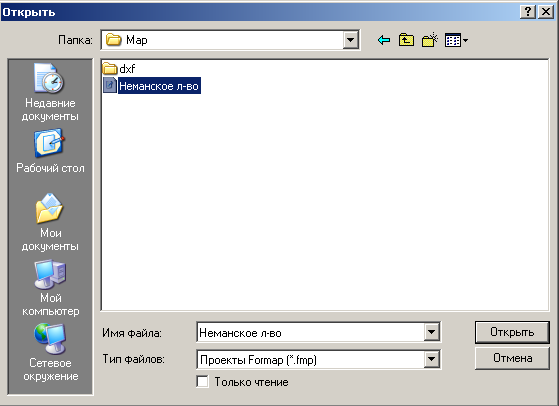 Открыть
Папка: Map
Недавние документы
Рабочий стол
Мои документы
Мой компьютер
Сетевое окружение
dxf
Неманское л-во
Имя файла: Неманское л-во Открыть
Тип файлов: Проекты Formap (*.fmp) Отмена
Только чтение